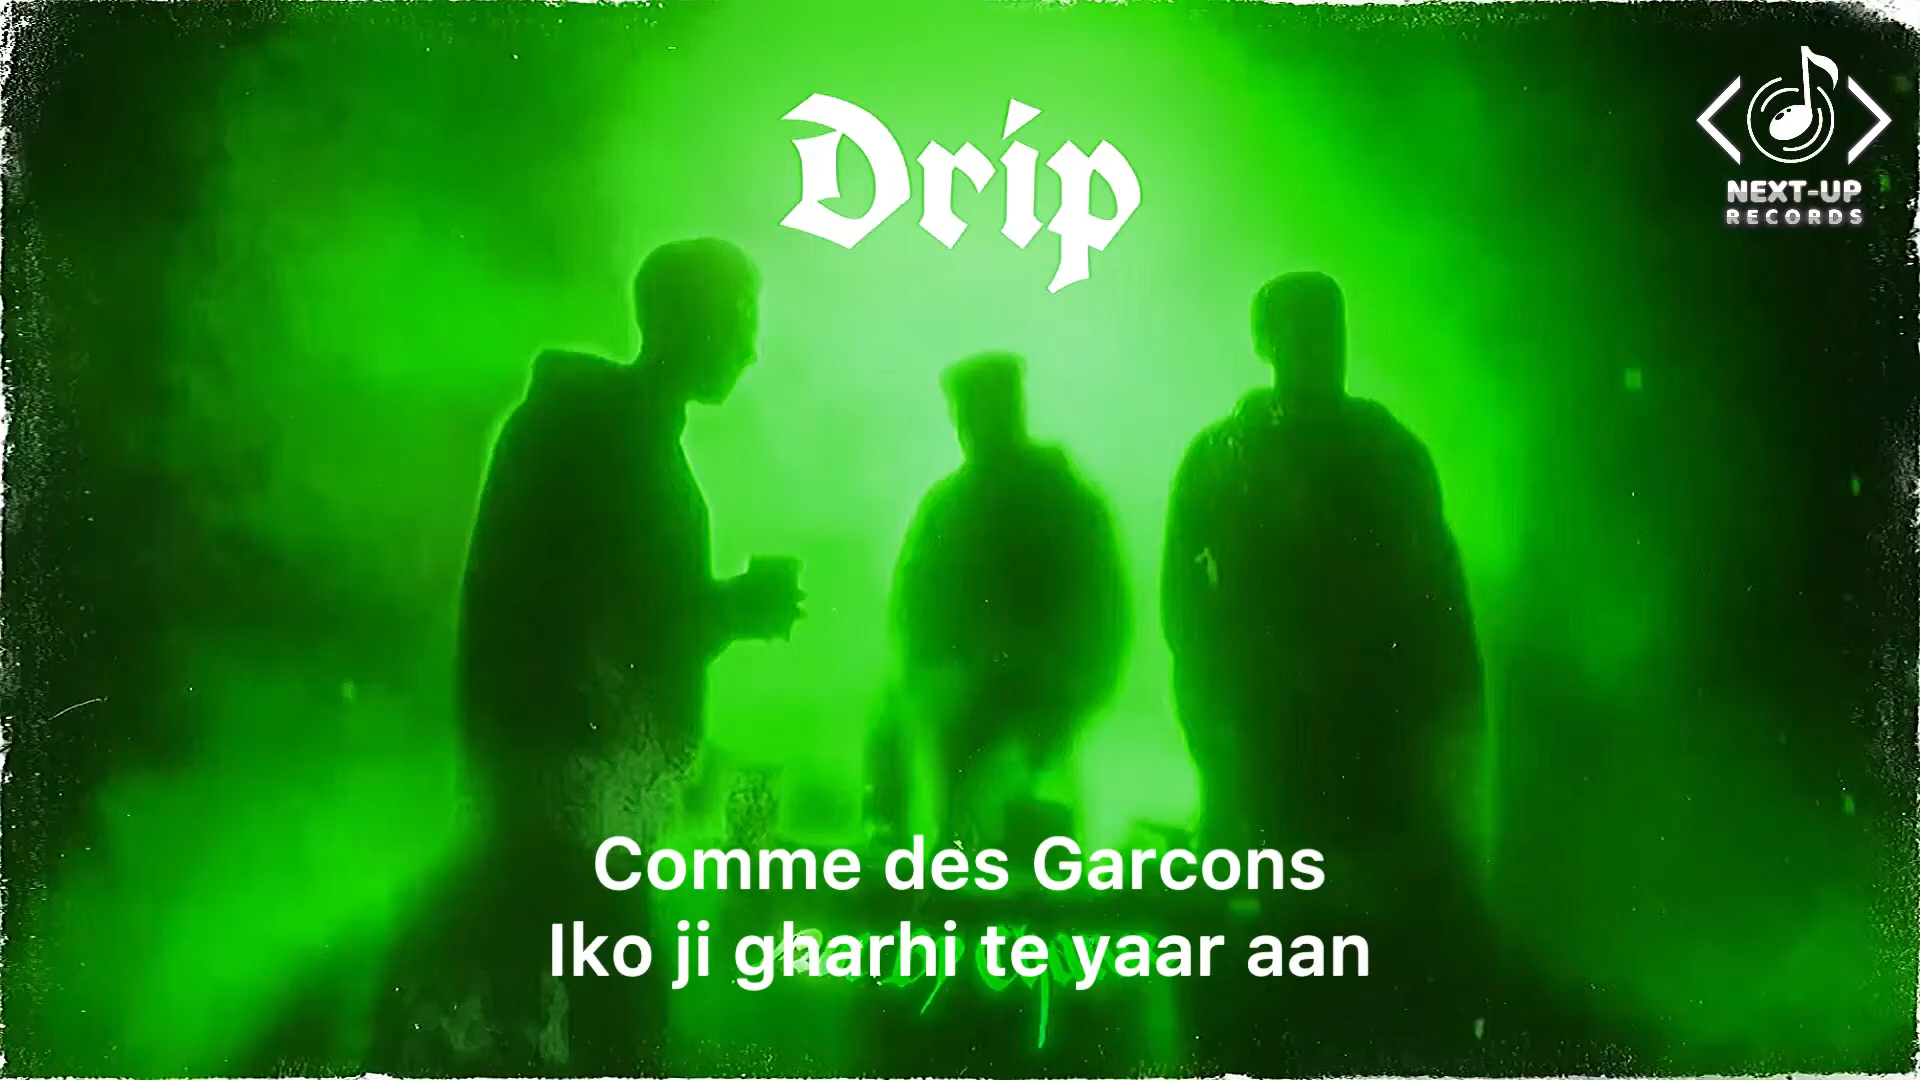 Drip
NEXT-UP
RECORDS
Comme des Garcons
Iko ji gharhi te yaar aan